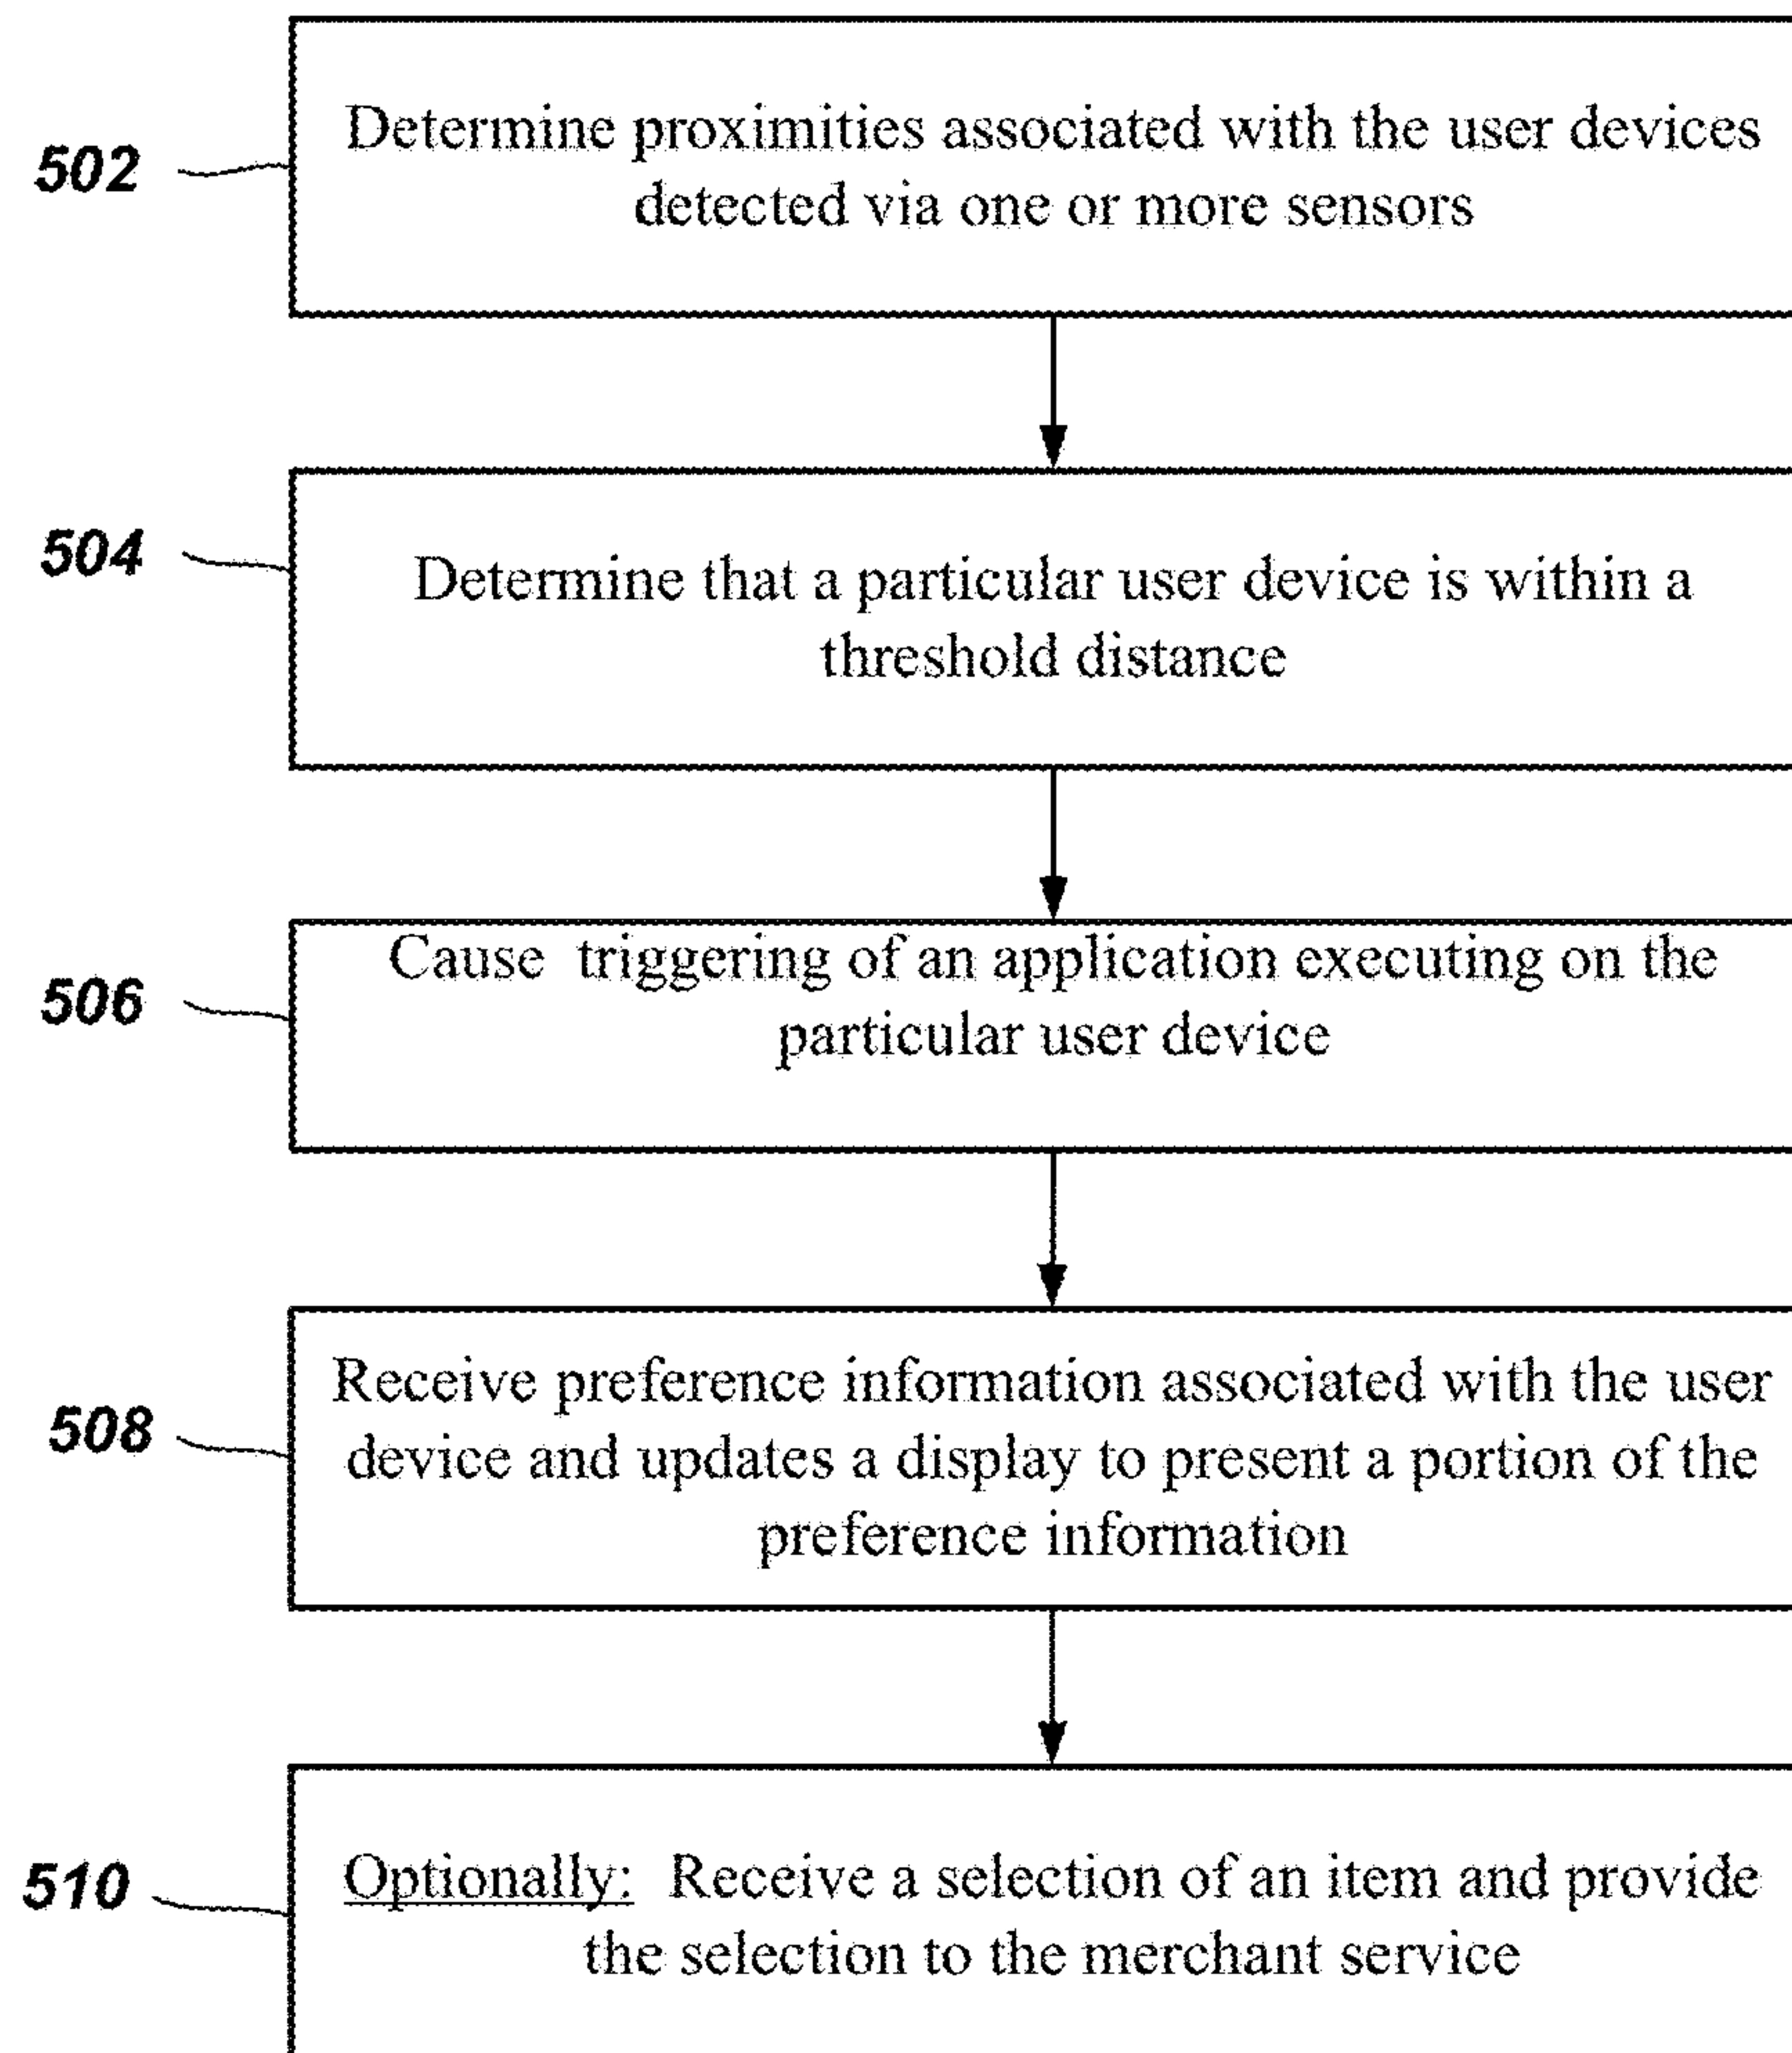 502
Determine proximities associated with the user devices
detected via one or more sensors
504
Determine that a particular user device is within a
threshold distance
506
Cause triggering of an application executing on the
particular user device
508
Receive preference information associated with the user
device and updates a display to present a portion of the
preference information
510
Optionally: Receive a selection of an item and provide
the selection to the merchant service